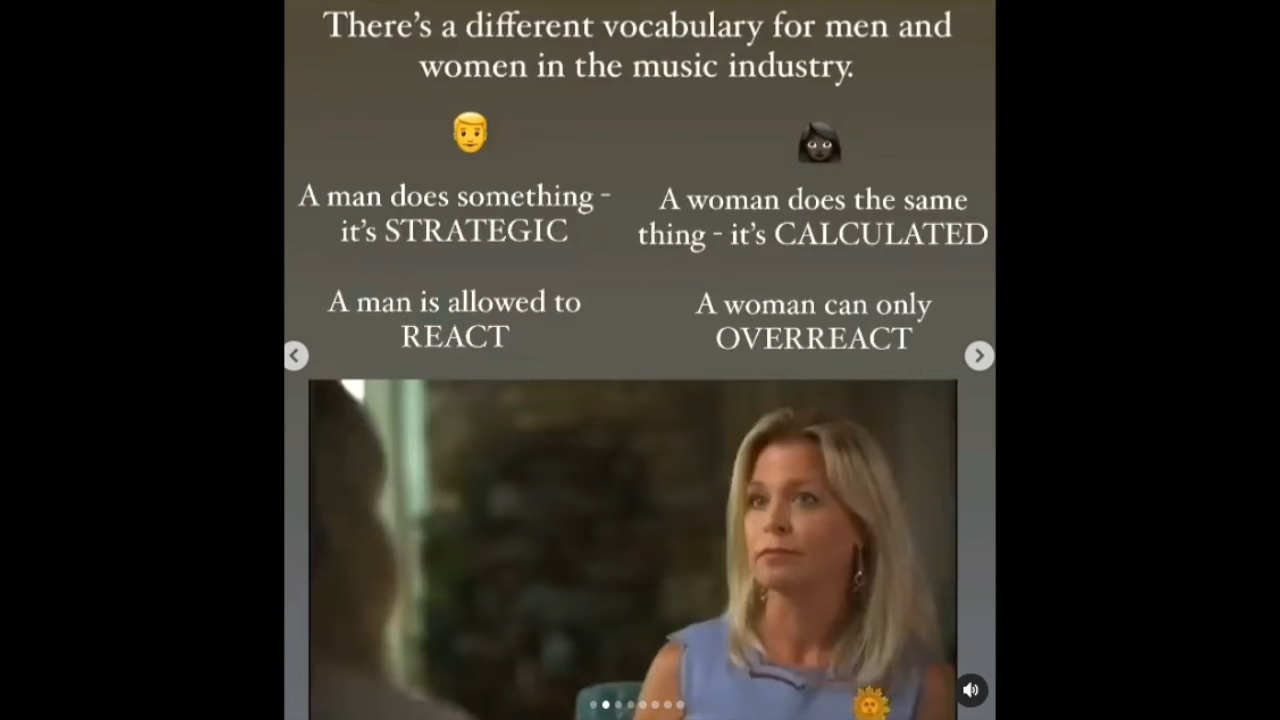 There's a different vocabulary for men and
women in the music industry.
A man does something -
it's STRATEGIC
A woman does the same
thing - it's CALCULATED
A man is allowed to
REACT
A woman can only
OVERREACT